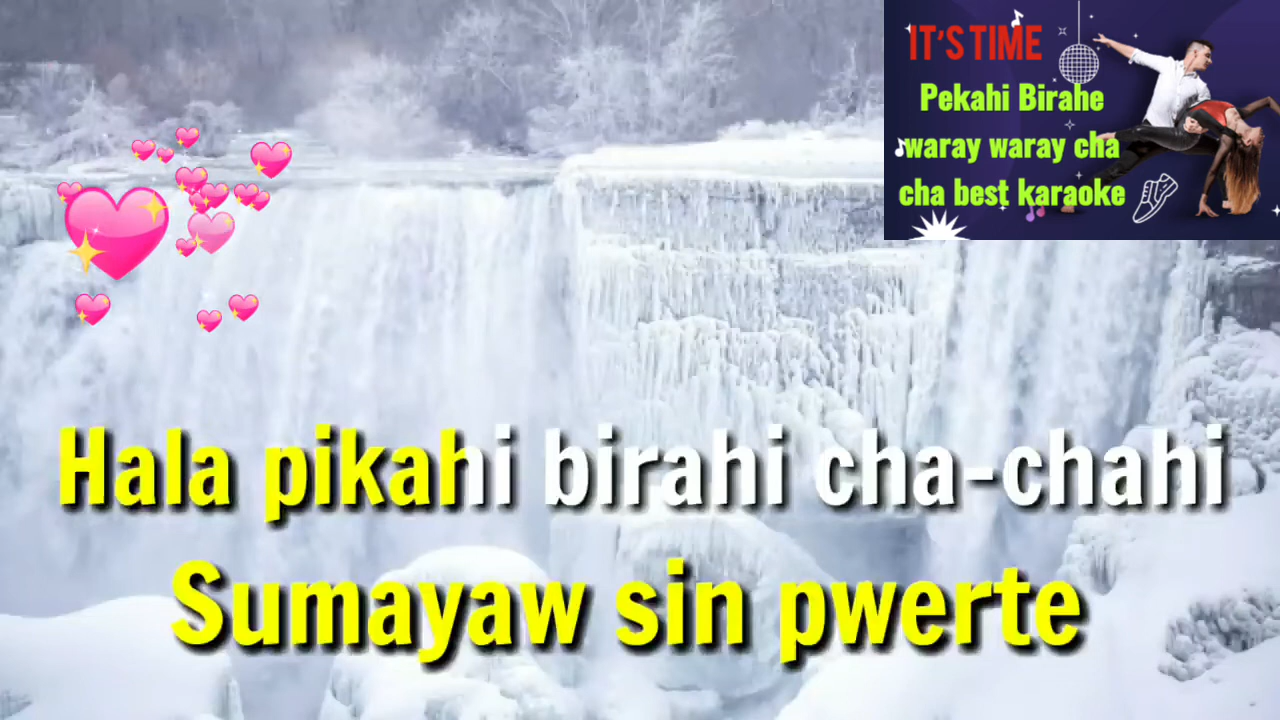 IT'S TIME
Pekahi Birahe
waray waray cha
cha best karaoke
Hala pikahi birahi cha-chahi
Sumayaw sin pwerte